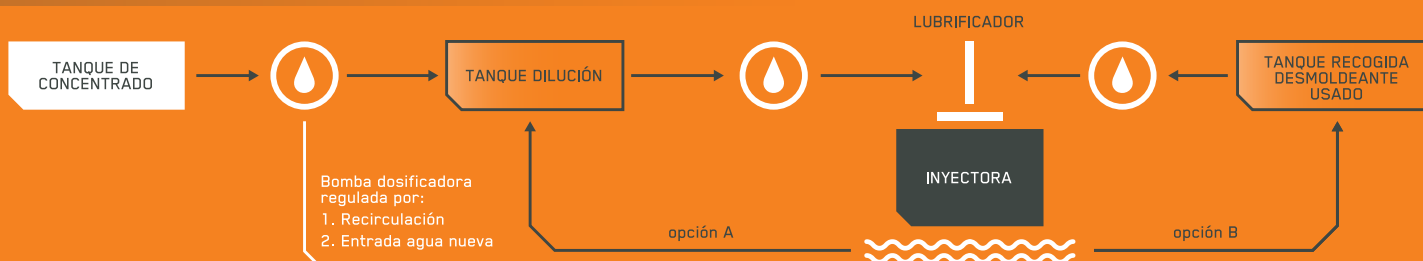 LUBRIFICADOR
TANQUE DE
CONCENTRADO
TANQUE DILUCIÓN
TANQUE RECOGIDA
DESMOLDEANTE
USADO
INYECTORA
Bomba dosificadora
regulada por:
1. Recirculación
2. Entrada agua nueva
opción A
opción B